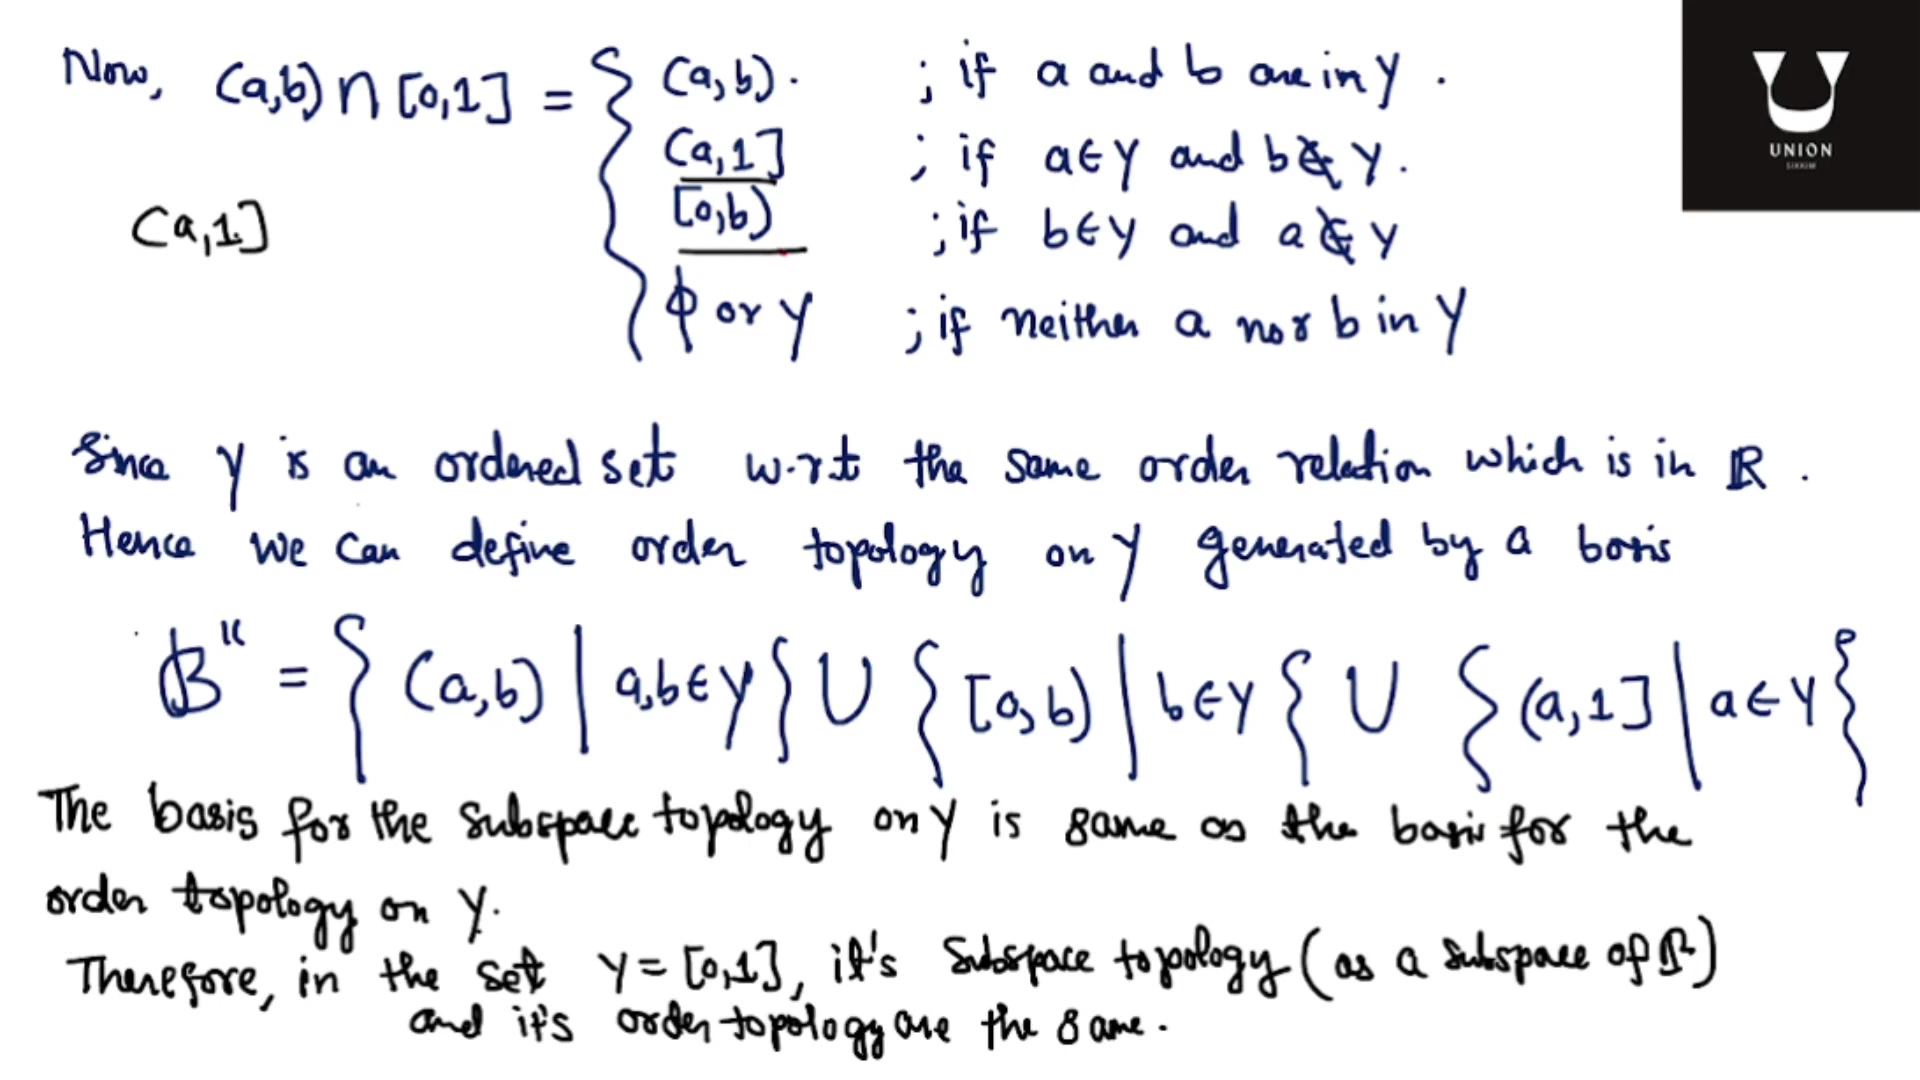 Now, (a,b) ∩ [0,1] = { (a,b). ; if a and b are in Y.
(a,1] ; if a∈Y and b∉Y.
[0,b) ; if b∈Y and a∉Y
ϕ or Y ; if neither a nor b in Y
(a,1]
UNION
SIKKIM
Since Y is an ordered set w.r.t the same order relation which is in ℝ.
Hence we can define order topology on Y generated by a basis
B" = { (a,b) | a,b∈Y } ∪ { [0,b) | b∈Y } ∪ { (a,1] | a∈Y }
The basis for the subspace topology on Y is same as the basis for the
order topology on Y.
Therefore, in the set Y = [0,1], it's Subspace topology (as a subspace of ℝ)
and it's order topology are the same.